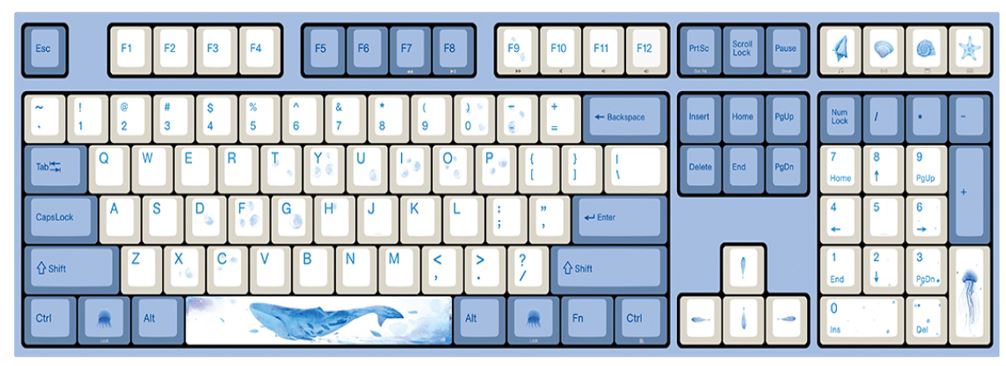 Esc F1 F2 F3 F4 F5 F6 F7 F8 F9 F10 F11 F12 PrtSc Scroll Lock Pause
~ ! @ # $ % ^ & * ( ) - + ← Backspace Insert Home PgUp Num Lock / * -
` 1 2 3 4 5 6 7 8 9 0 =
Tab Q W E R T Y U I O P { } | Delete End PgDn 7 8 9 +
[ ] \ Home ↑ PgUp
CapsLock A S D F G H J K L : " ↵ Enter 4 5 6
; , ← →
⇧ Shift Z X C V B N M < > ? ⇧ Shift 1 2 3
, . / End ↓ PgDn
Ctrl Alt Alt Fn Ctrl 0 .
Ins Del